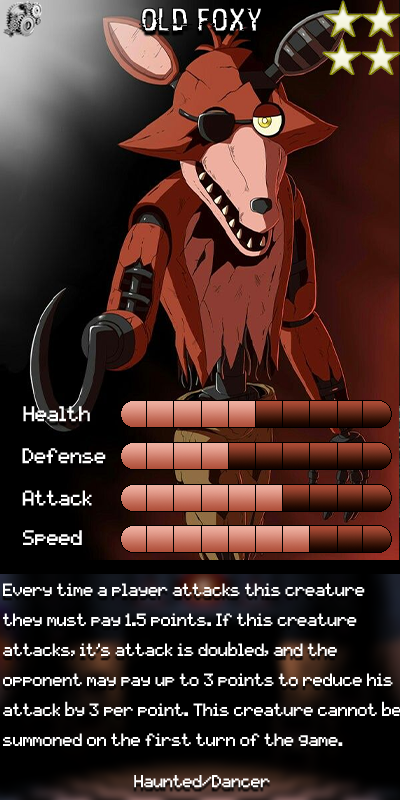 OLD FOXY
Health
Defense
Attack
Speed
Every time a player attacks this creature
they must pay 1.5 points. If this creature
attacks, it's attack is doubled, and the
opponent may pay up to 3 points to reduce his
attack by 3 per point. This creature cannot be
summoned on the first turn of the game.
Haunted/Dancer